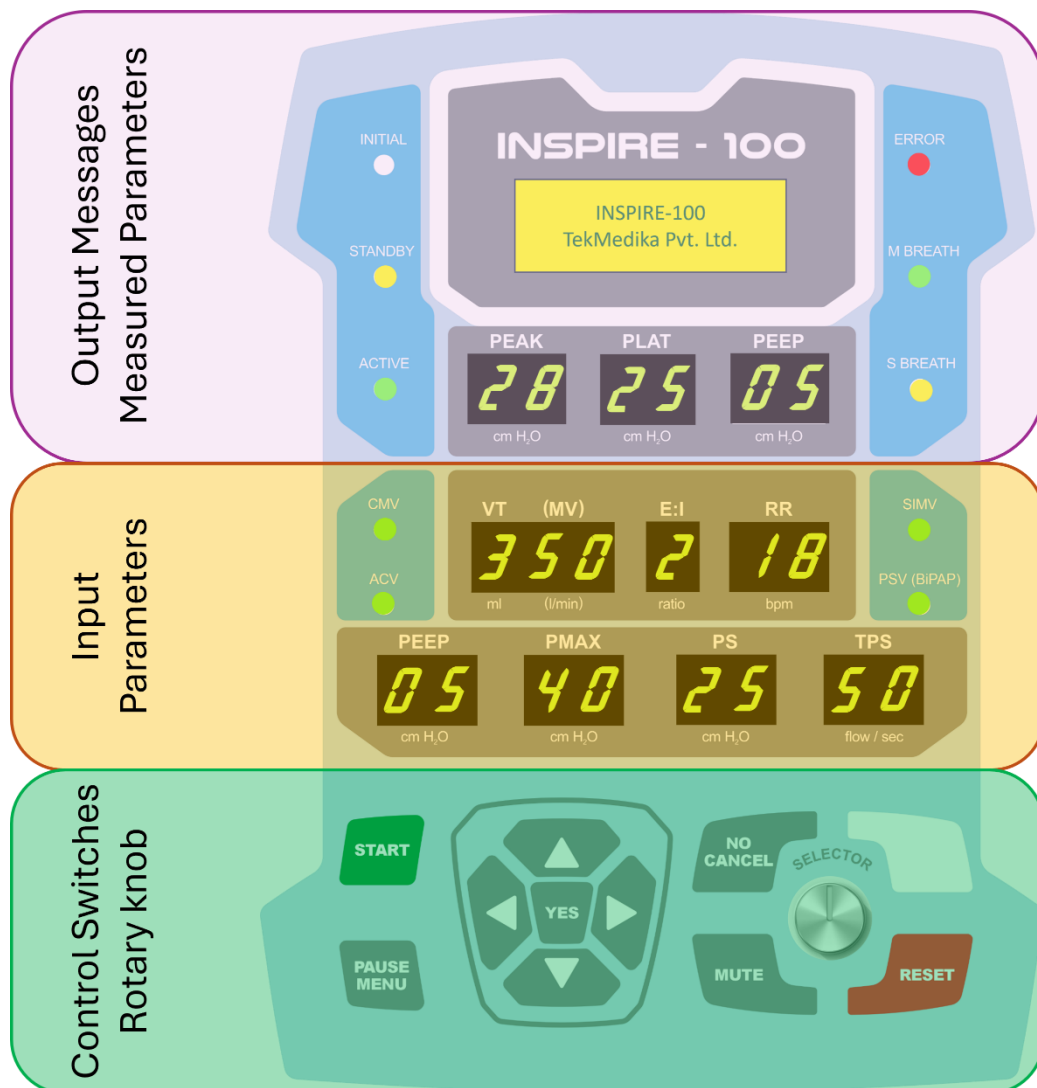 Output Messages
Measured Parameters
INITIAL
STANDBY
ACTIVE
INSPIRE - 100
INSPIRE-100
TekMedika Pvt. Ltd.
ERROR
M BREATH
S BREATH
PEAK PLAT PEEP
28 25 05
cm H₂O cm H₂O cm H₂O
Input
Parameters
CMV
ACV
VT (MV) E:I RR
350 2 18
ml (l/min) ratio bpm
SIMV
PSV (BiPAP)
PEEP PMAX PS TPS
05 40 25 50
cm H₂O cm H₂O cm H₂O flow / sec
Control Switches
Rotary knob
START
PAUSE
MENU
YES
NO
CANCEL
SELECTOR
MUTE
RESET